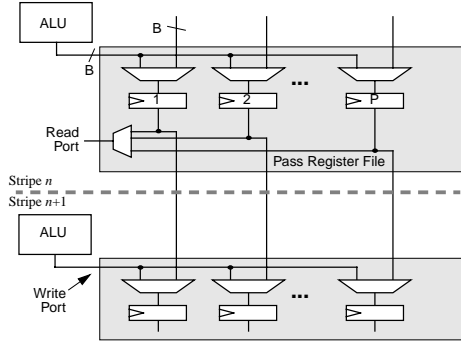 ALU
B
B
1
2
...
P
Read
Port
Pass Register File
Stripe n
Stripe n+1
ALU
Write
Port
...